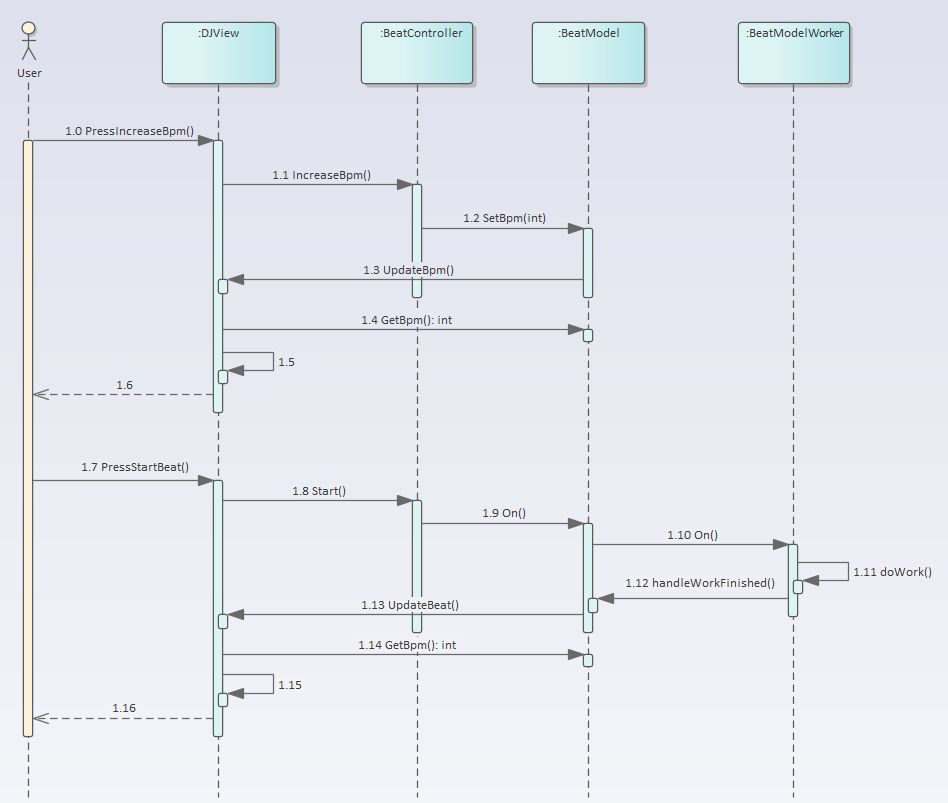 :DJView
:BeatController
:BeatModel
:BeatModelWorker
User
1.0 PressIncreaseBpm()
1.1 IncreaseBpm()
1.2 SetBpm(int)
1.3 UpdateBpm()
1.4 GetBpm(): int
1.5
1.6
1.7 PressStartBeat()
1.8 Start()
1.9 On()
1.10 On()
1.11 doWork()
1.12 handleWorkFinished()
1.13 UpdateBeat()
1.14 GetBpm(): int
1.15
1.16